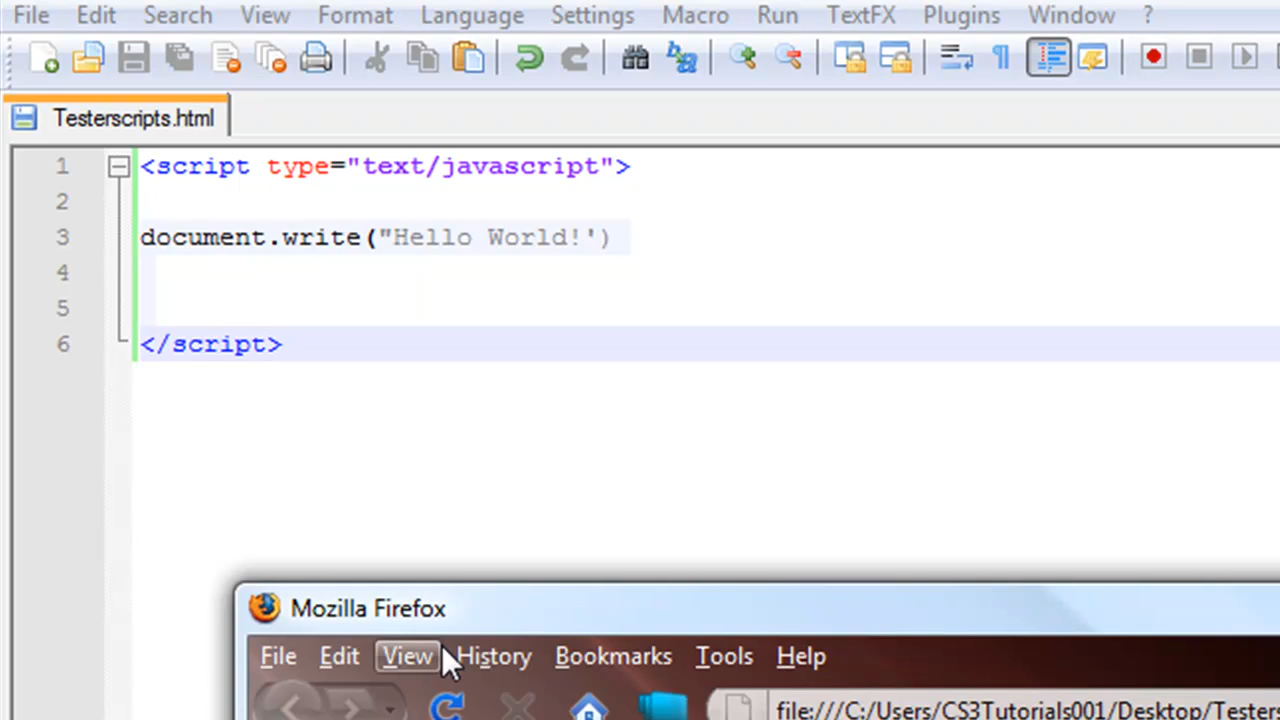 File Edit Search View Format Language Settings Macro Run TextFX Plugins Window ?
Testerscripts.html
1 <script type="text/javascript">
2
3 document.write("Hello World!')
4
5
6 </script>
Mozilla Firefox
File Edit View History Bookmarks Tools Help
file:///C:/Users/CS3Tutorials001/Desktop/Tester